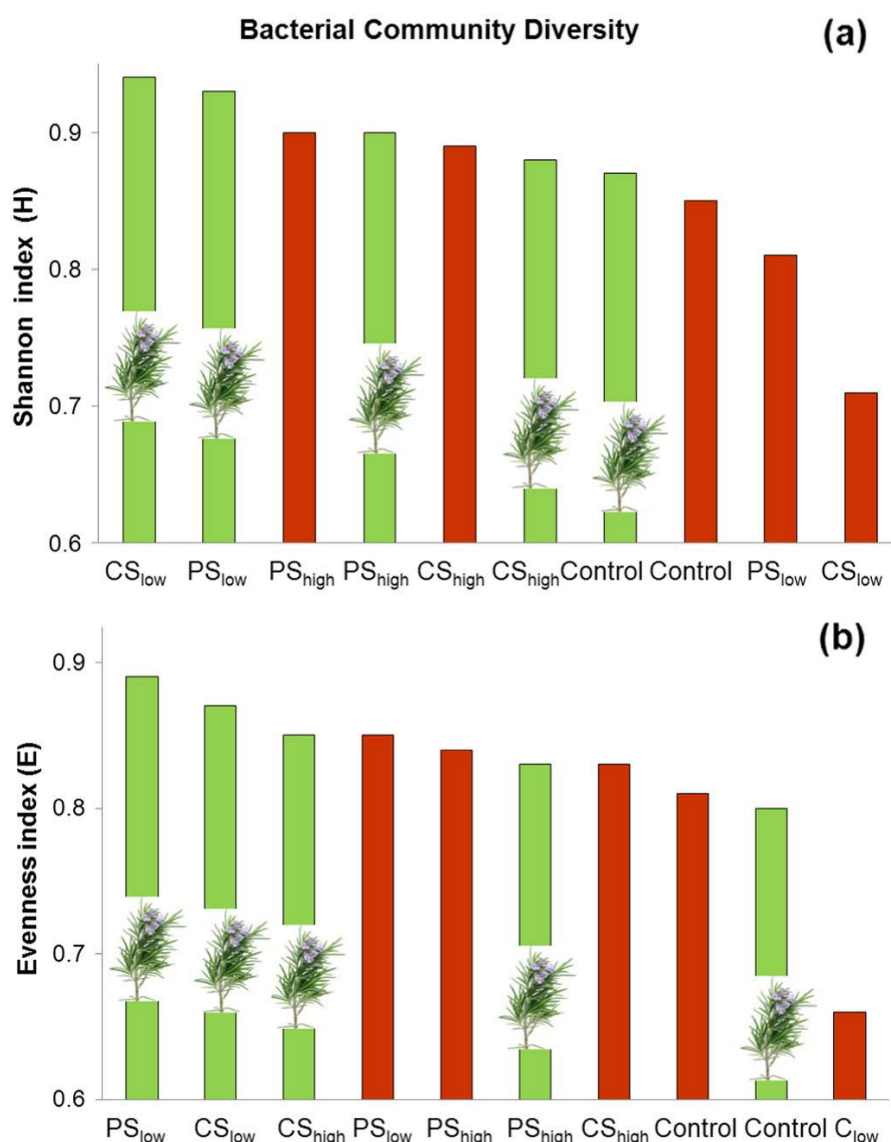 Bacterial Community Diversity
(a)
Shannon index (H)
0.9
0.8
0.7
0.6
CSlow PSlow PShigh PShigh CShigh CShigh Control Control PSlow CSlow
(b)
Evenness index (E)
0.9
0.8
0.7
0.6
PSlow CSlow CShigh PSlow PShigh PShigh CShigh Control Control Clow